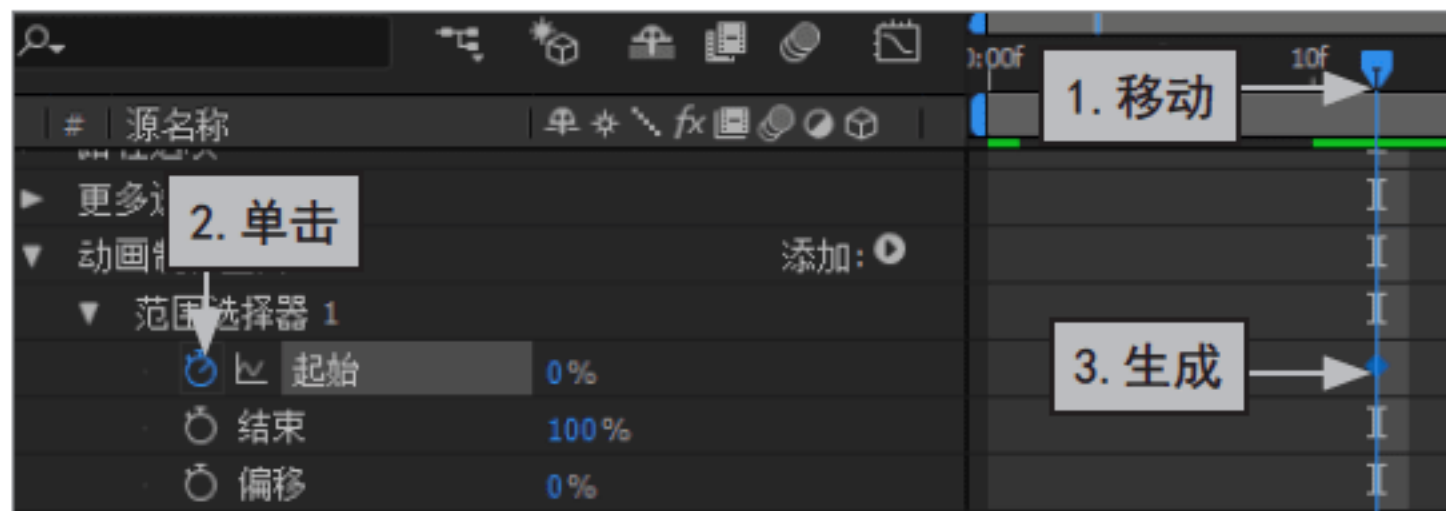 0:00f
10f
1. 移动
# 源名称 fx
更多
2. 单击
动画 添加:
范围选择器 1
起始 0%
3. 生成
结束 100%
偏移 0%